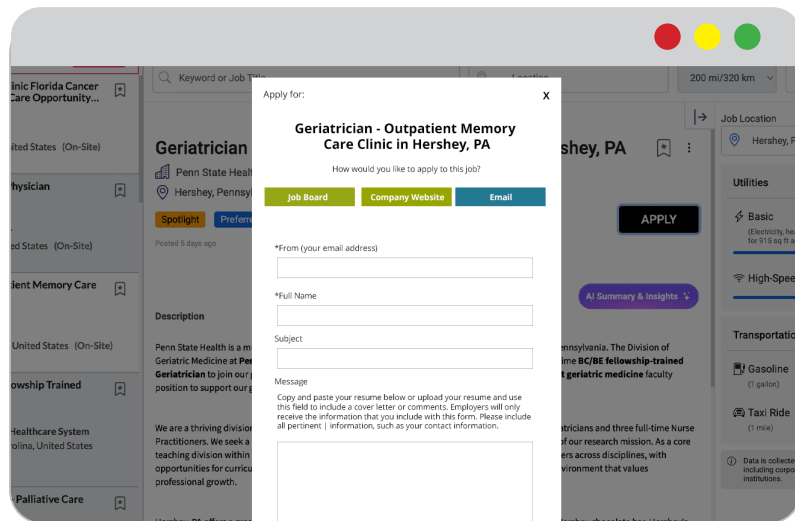 inic Florida Cancer
Care Opportunity...
ited States (On-Site)
Physician
ed States (On-Site)
tient Memory Care
United States (On-Site)
owship Trained
Healthcare System
rolina, United States
Palliative Care
Keyword or Job Title
Location
200 mi/320 km
Geriatrician
shey, PA
Penn State Healt
Hershey, Pennsyl
Spotlight
Preferre
Posted 5 days ago
APPLY
AI Summary & Insights
Description
Penn State Health is a m
ennsylvania. The Division of
Geriatric Medicine at Pen
ime BC/BE fellowship-trained
Geriatrician to join our
t geriatric medicine faculty
position to support our g
We are a thriving division
atricians and three full-time Nurse
Practitioners. We seek a
of our research mission. As a core
teaching division within
ers across disciplines, with
opportunities for curricu
vironment that values
professional growth.
Apply for:
X
Geriatrician - Outpatient Memory
Care Clinic in Hershey, PA
How would you like to apply to this job?
Job Board
Company Website
Email
*From (your email address)
*Full Name
Subject
Message
Copy and paste your resume below or upload your resume and use
this field to include a cover letter or comments. Employers will only
receive the information that you include with this form. Please include
all pertinent | information, such as your contact
information.
Job Location
Hershey, P
Utilities
Basic
(Electricity, he
for 915 sq ft a
High-Spee
Transportatio
Gasoline
(1 gallon)
Taxi Ride
(1 mile)
Data is collecte
including corpo
institutions.